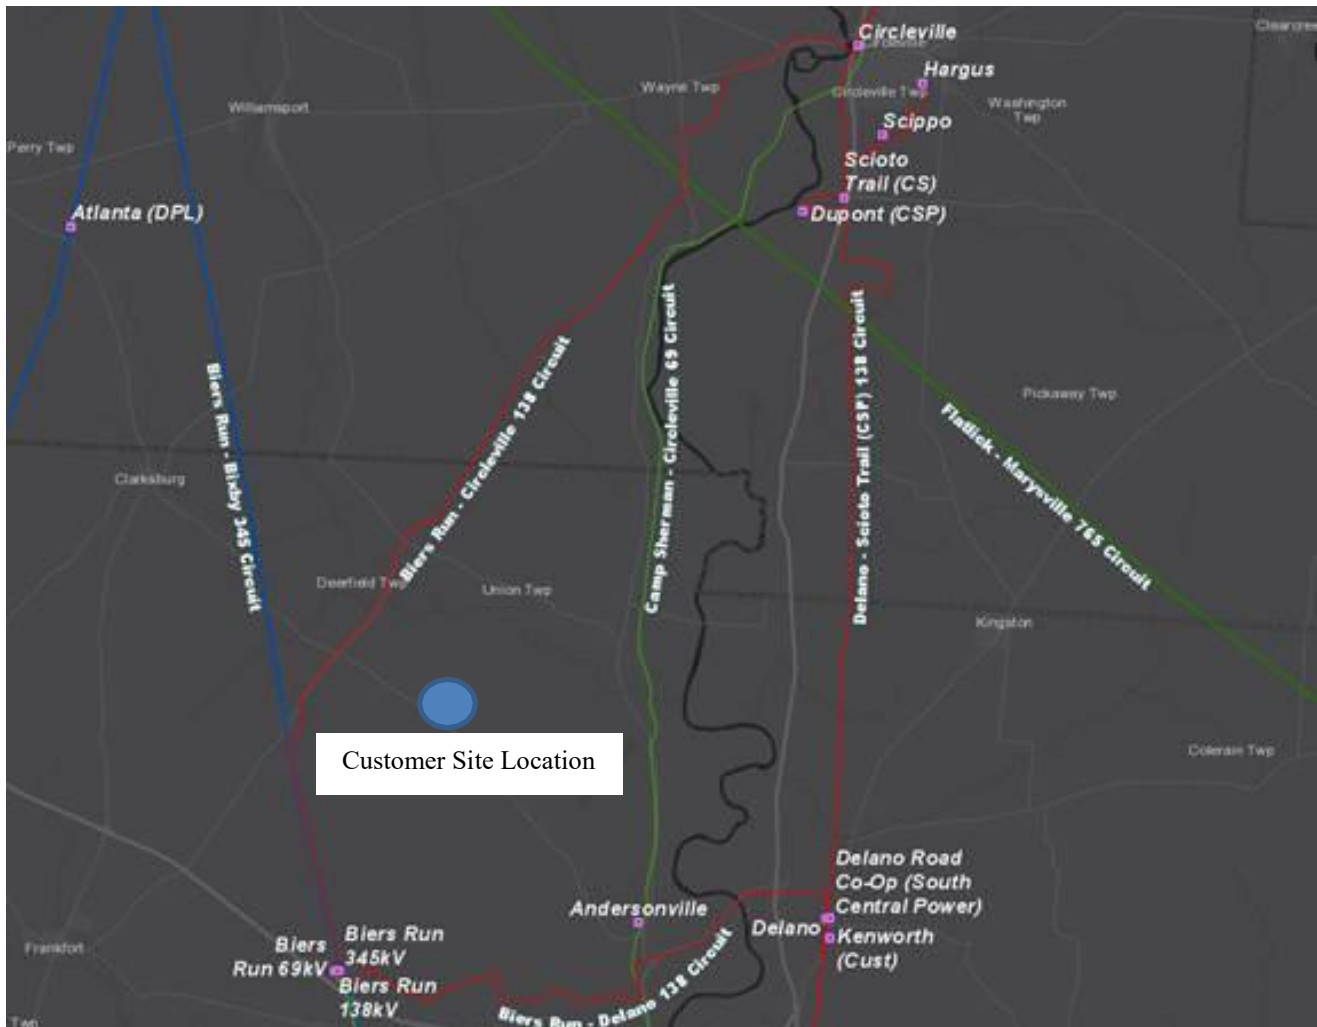 Circleville
Clearcree
Hargus
Wayne Twp
Circleville Twp
Williamsport
Washington
Twp
Scippo
Perry Twp
Scioto
Trail (CS)
Atlanta (DPL)
Dupont (CSP)
Biers Run - Bixby 345 Circuit
Biers Run - Circleville 138 Circuit
Camp Sherman - Circleville 69 Circuit
Delano - Scioto Trail (CSP) 138 Circuit
Pickaway Twp
Flatlick - Marysville 765 Circuit
Clarksburg
Deerfield Twp
Union Twp
Kingston
Customer Site Location
Colerain Twp
Delano Road
Co-Op (South
Central Power)
Andersonville
Delano
Kenworth
(Cust)
Frankfort
Biers
Run 69kV
Biers Run
345kV
Biers Run
138kV
Biers Run - Delano 138 Circuit
Twp